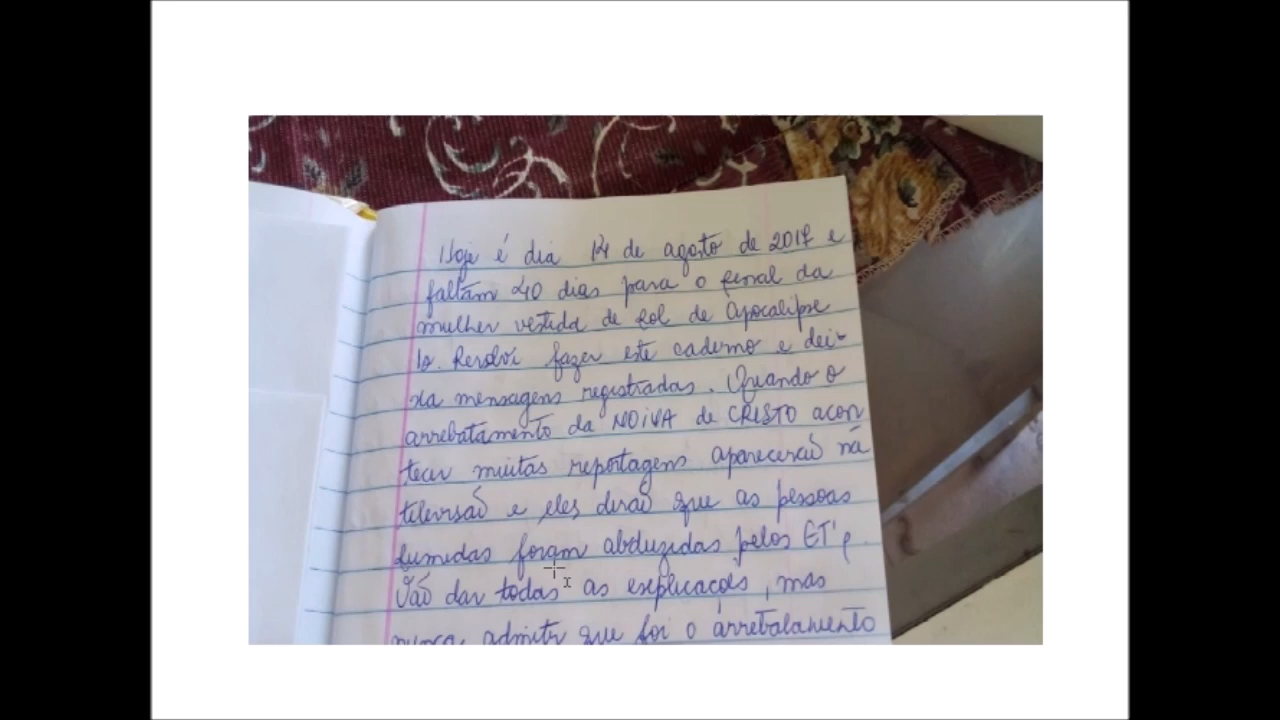 Hoje é dia 14 de agosto de 2017 e
faltam 40 dias para o sinal da
mulher vestida de sol de Apocalipse
12. Resolvi fazer este caderno e dei-
xa mensagens registradas. Quando o
arrebatamento da NOIVA de CRISTO acon
tecer muitas reportagens aparecerão na
televisão e eles dirão que as pessoas
sumidas foram abduzidas pelos ET's.
Vão dar todas as explicações, mas
nunca admitir que foi o arrebatamento